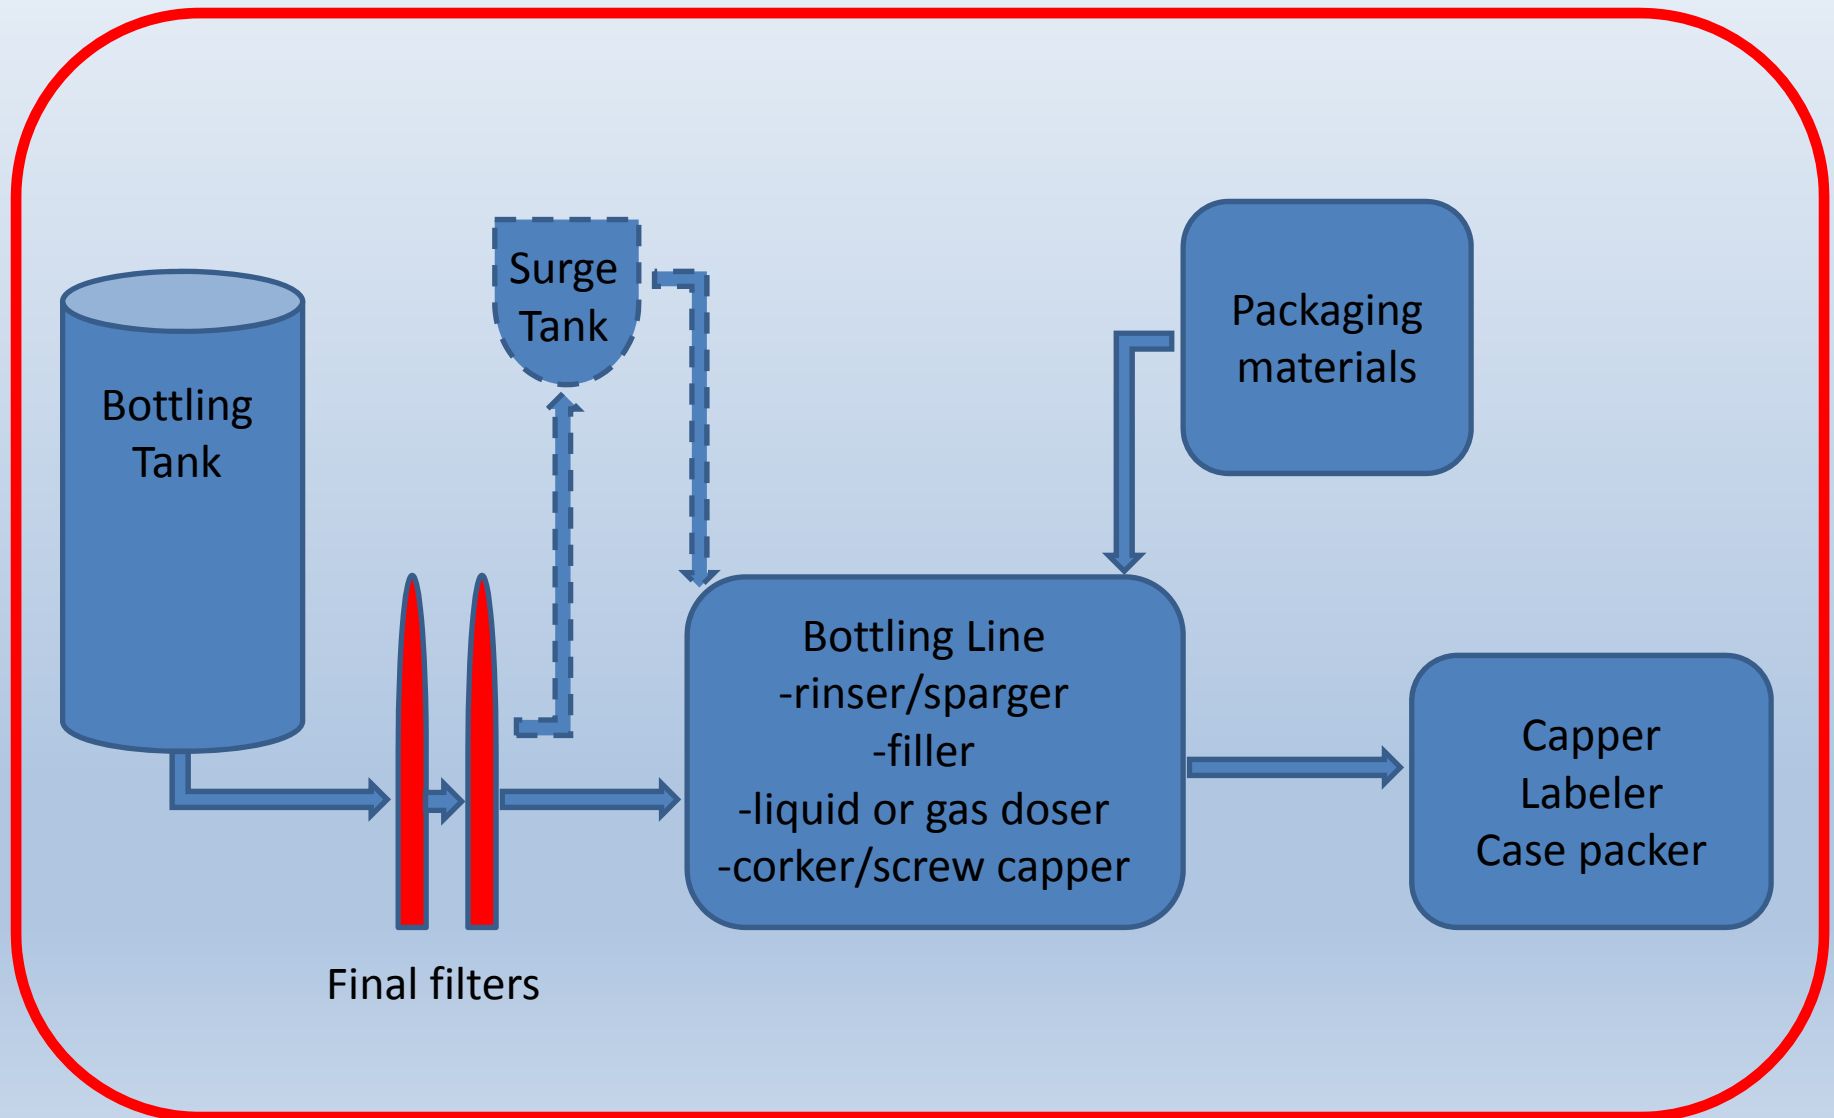 Surge
Tank
Bottling
Tank
Packaging
materials
Bottling Line
-rinser/sparger
-filler
-liquid or gas doser
-corker/screw capper
Capper
Labeler
Case packer
Final filters